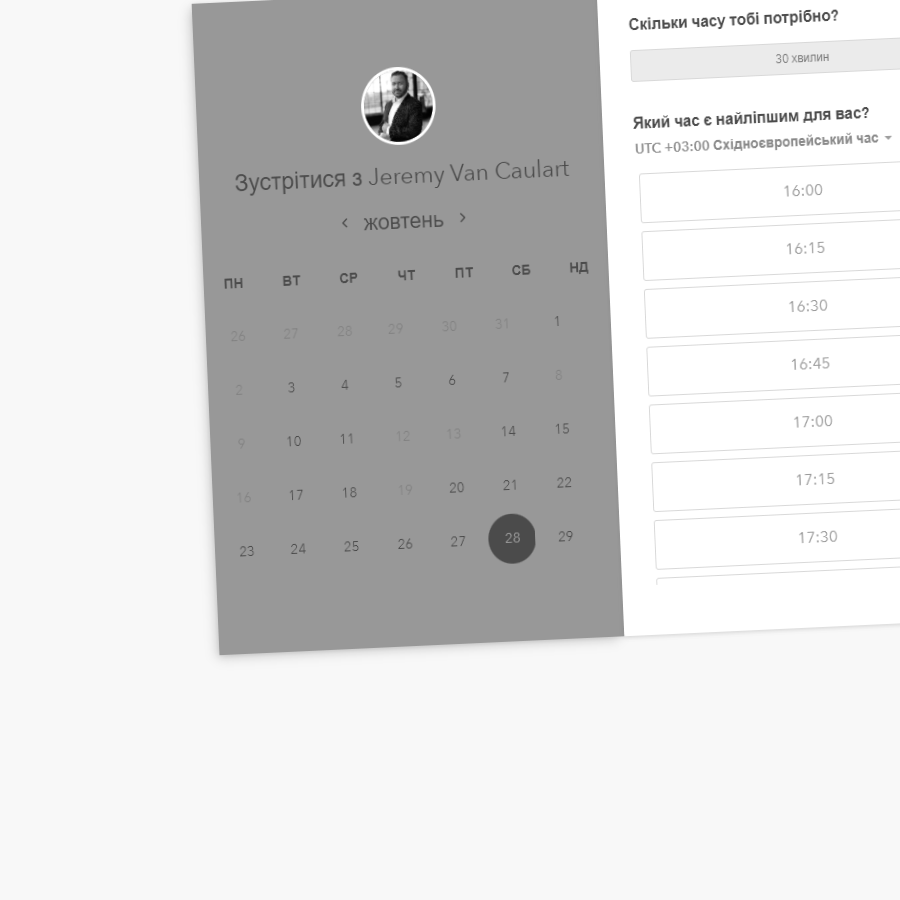 Зустрітися з Jeremy Van Caulart
жовтень
ПН ВТ СР ЧТ ПТ СБ НД
26 27 28 29 30 31 1
2 3 4 5 6 7 8
9 10 11 12 13 14 15
16 17 18 19 20 21 22
23 24 25 26 27 28 29
Скільки часу тобі потрібно?
30 хвилин
Який час є найліпшим для вас?
UTC +03:00 Східноєвропейський час
16:00
16:15
16:30
16:45
17:00
17:15
17:30